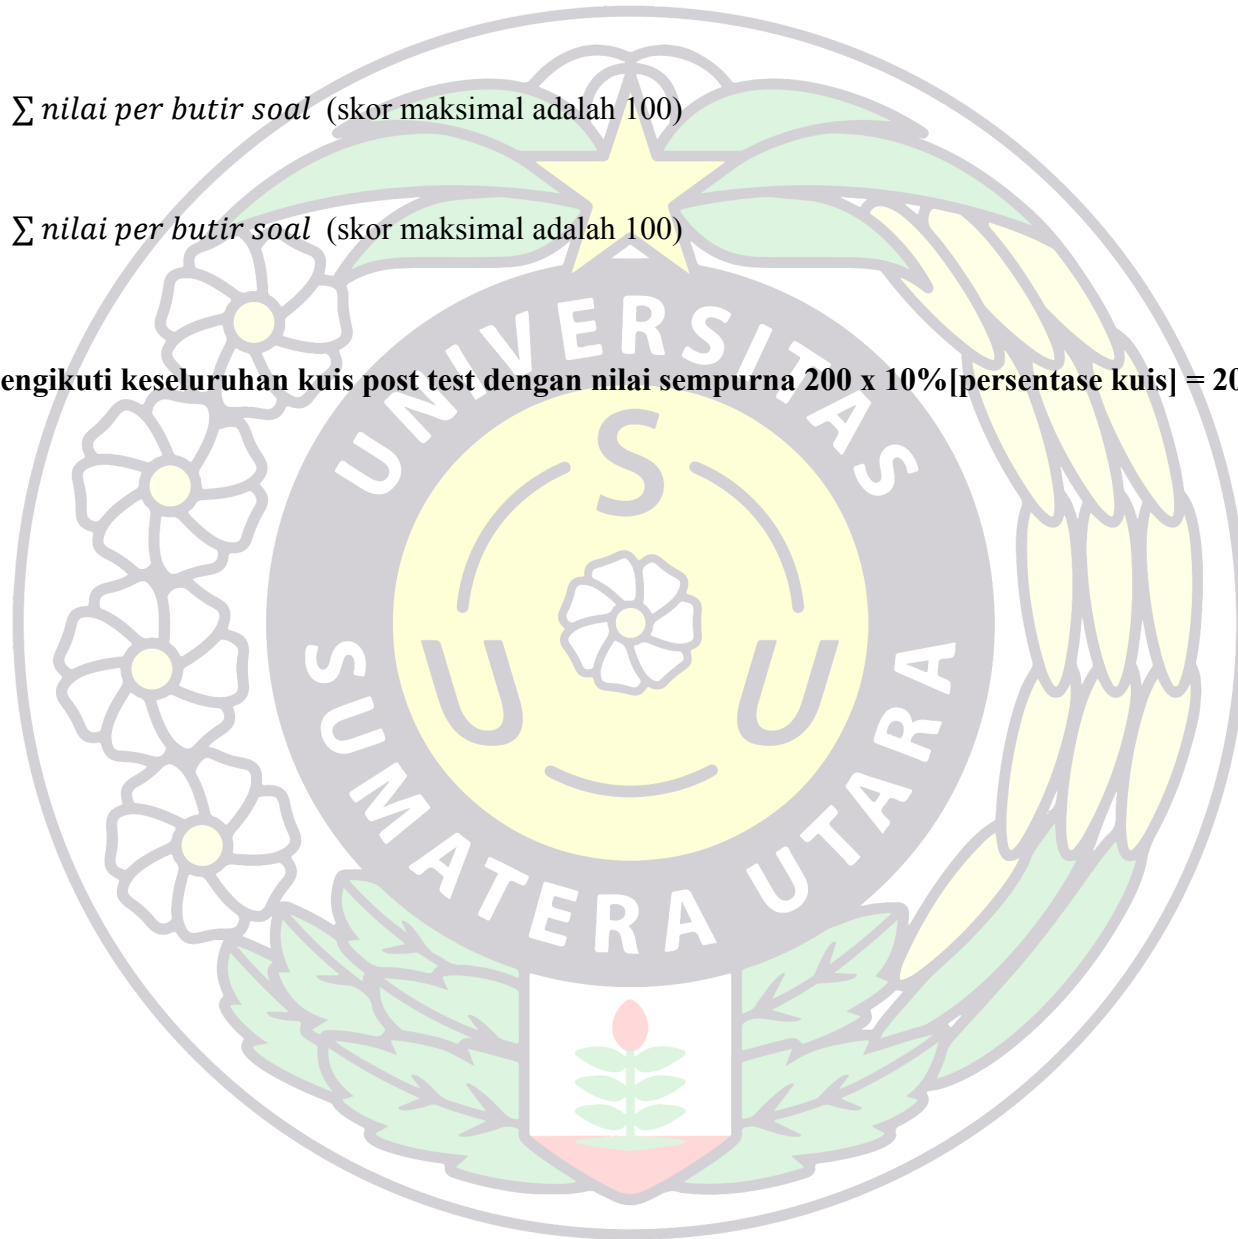 ∑ nilai per butir soal (skor maksimal adalah 100)
∑ nilai per butir soal (skor maksimal adalah 100)
engikuti keseluruhan kuis post test dengan nilai sempurna 200 x 10%[persentase kuis] = 20
UNIVERSITAS
S
U U
SUMATERA UTARA